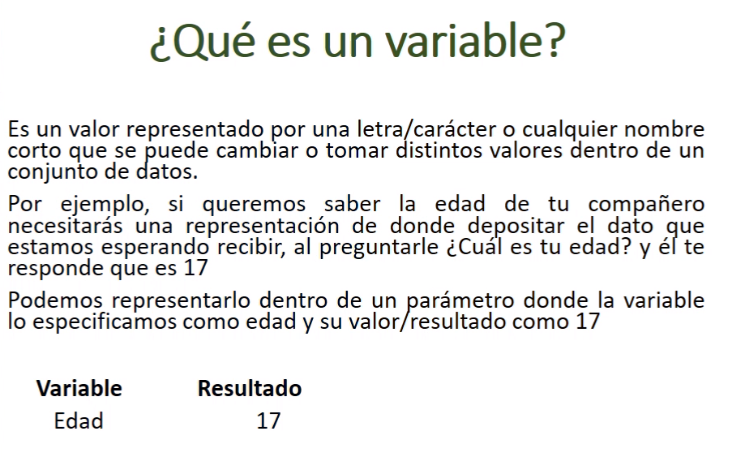 ¿Qué es un variable?
Es un valor representado por una letra/carácter o cualquier nombre
corto que se puede cambiar o tomar distintos valores dentro de un
conjunto de datos.
Por ejemplo, si queremos saber la edad de tu compañero
necesitarás una representación de donde depositar el dato que
estamos esperando recibir, al preguntarle ¿Cuál es tu edad? y él te
responde que es 17
Podemos representarlo dentro de un parámetro donde la variable
lo especificamos como edad y su valor/resultado como 17
Variable Resultado
Edad 17